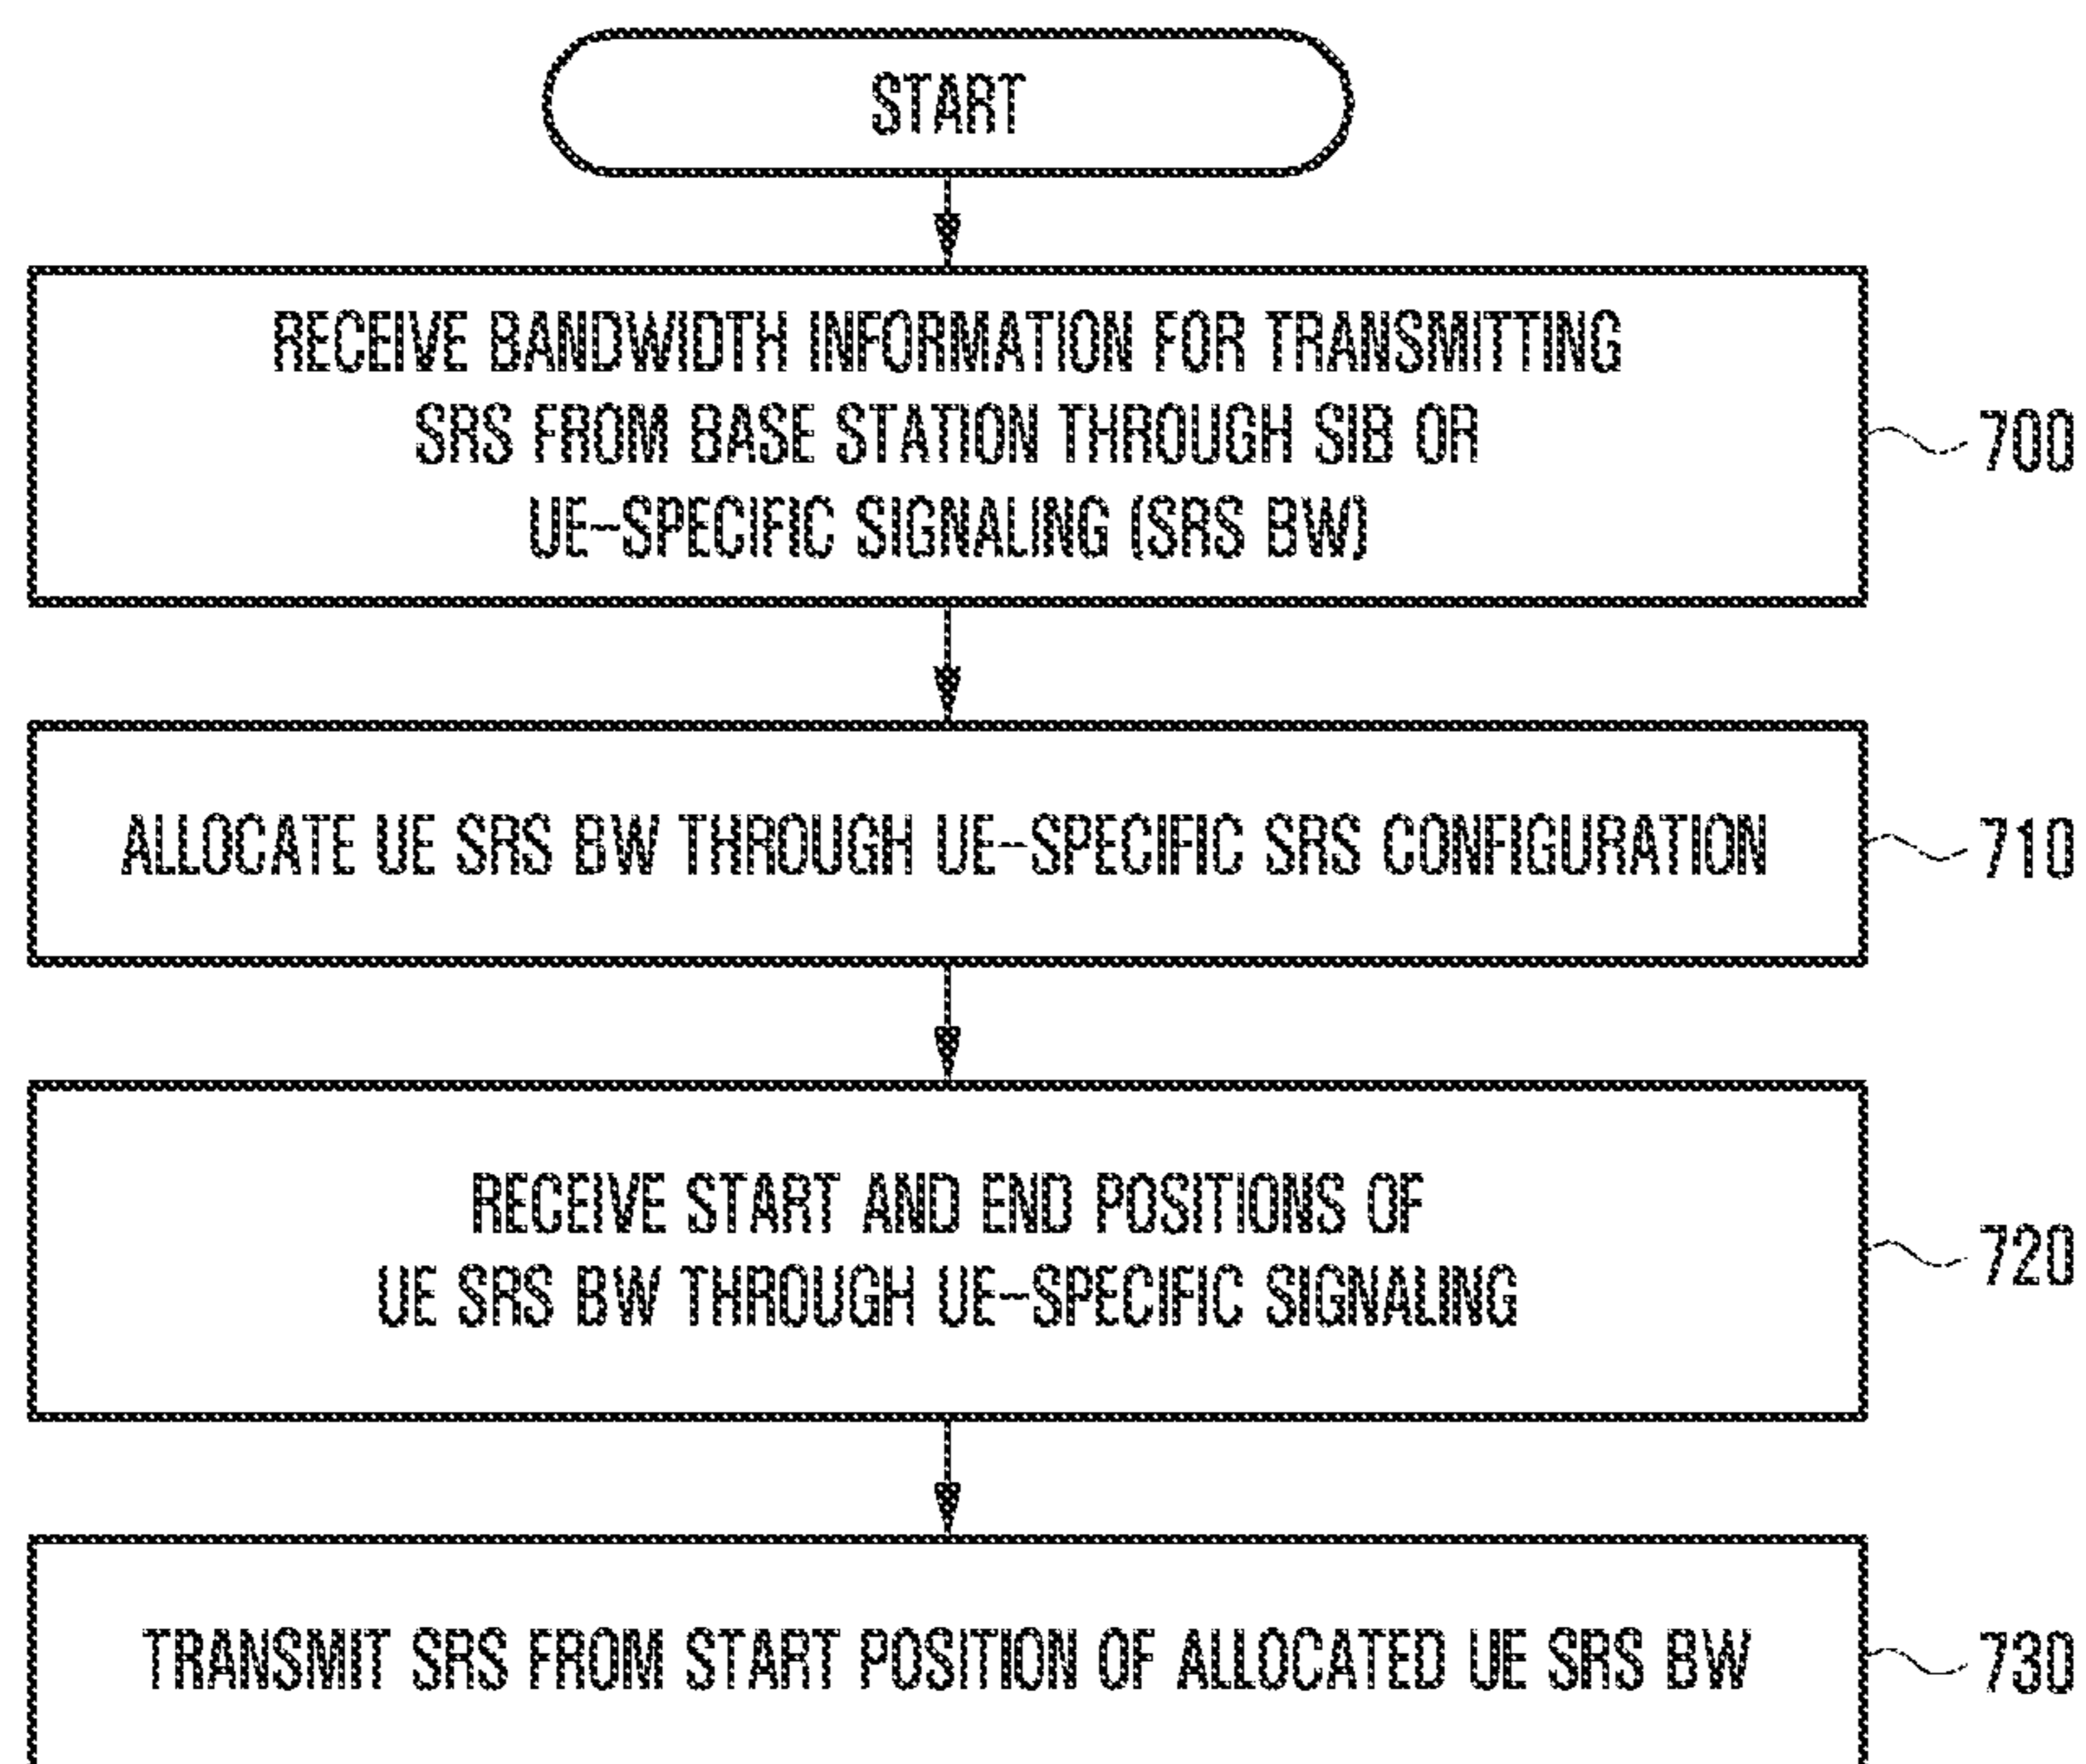 START
RECEIVE BANDWIDTH INFORMATION FOR TRANSMITTING
SRS FROM BASE STATION THROUGH SIB OR
UE-SPECIFIC SIGNALING (SRS BW)
700
ALLOCATE UE SRS BW THROUGH UE-SPECIFIC SRS CONFIGURATION
710
RECEIVE START AND END POSITIONS OF
UE SRS BW THROUGH UE-SPECIFIC SIGNALING
720
TRANSMIT SRS FROM START POSITION OF ALLOCATED UE SRS BW
730